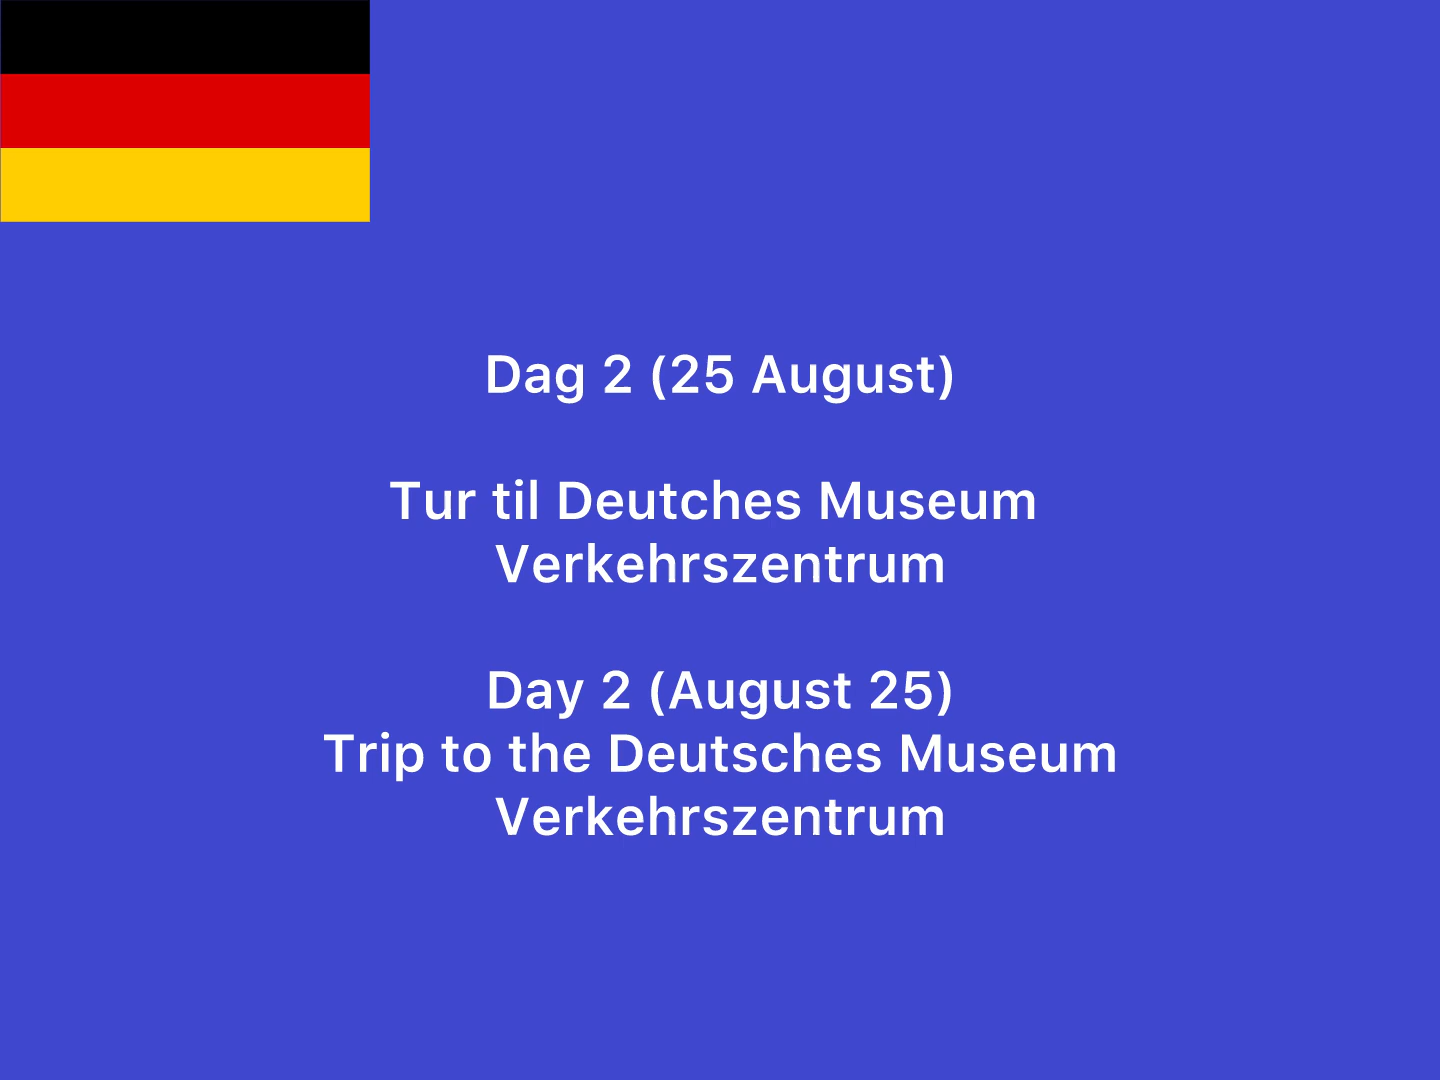 Dag 2 (25 August)
Tur til Deutches Museum
Verkehrszentrum
Day 2 (August 25)
Trip to the Deutsches Museum
Verkehrszentrum